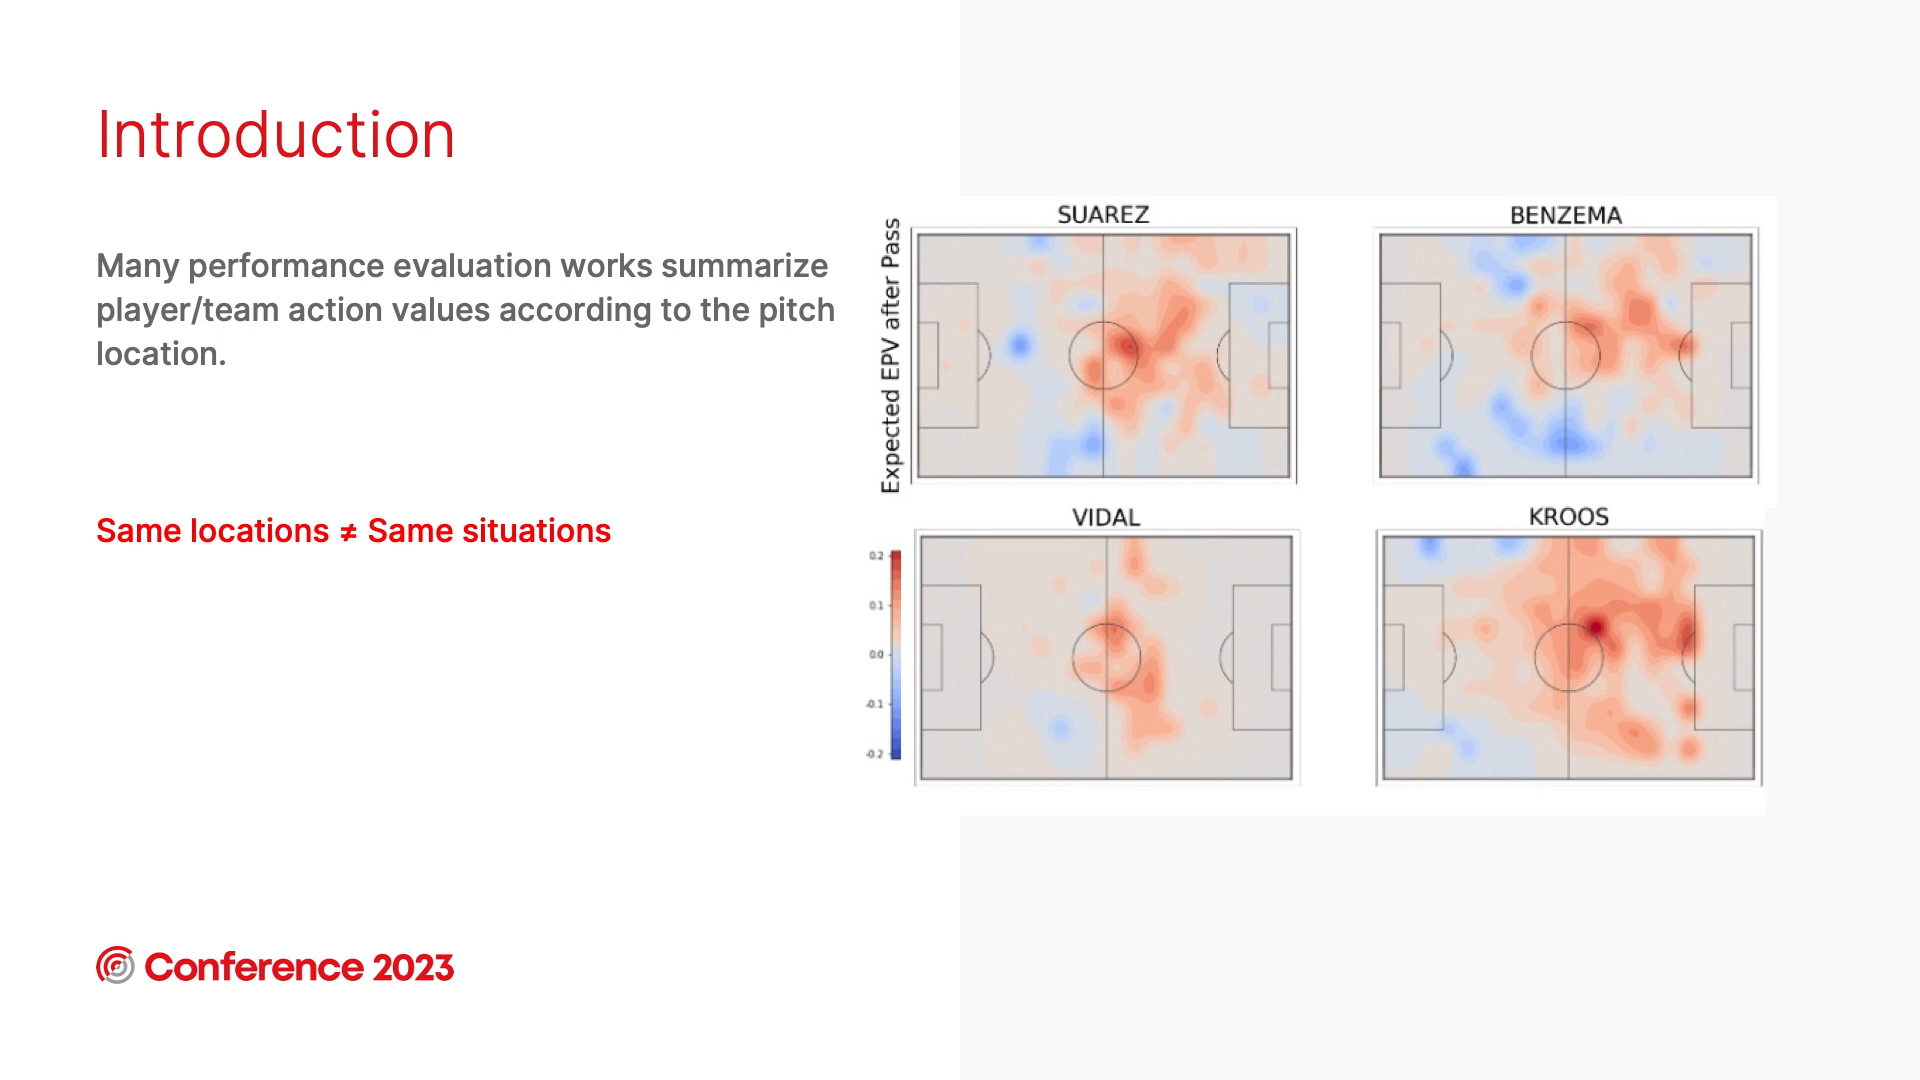 Introduction
Many performance evaluation works summarize
player/team action values according to the pitch
location.
Same locations ≠ Same situations
Expected EPV after Pass
SUAREZ
BENZEMA
VIDAL
KROOS
0.2
0.1
0.0
-0.1
-0.2
Conference 2023